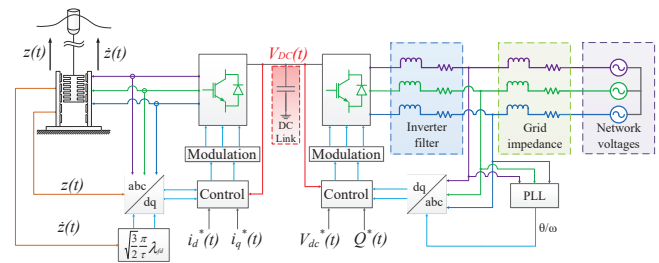 z(t)
ż(t)
V_DC(t)
DC
Link
Inverter
filter
Grid
impedance
Network
voltages
Modulation
Modulation
z(t)
abc
dq
Control
Control
dq
abc
PLL
ż(t)
√(3/2) π/τ λ_fd
i_d*(t)
i_q*(t)
V_dc*(t)
Q*(t)
θ/ω